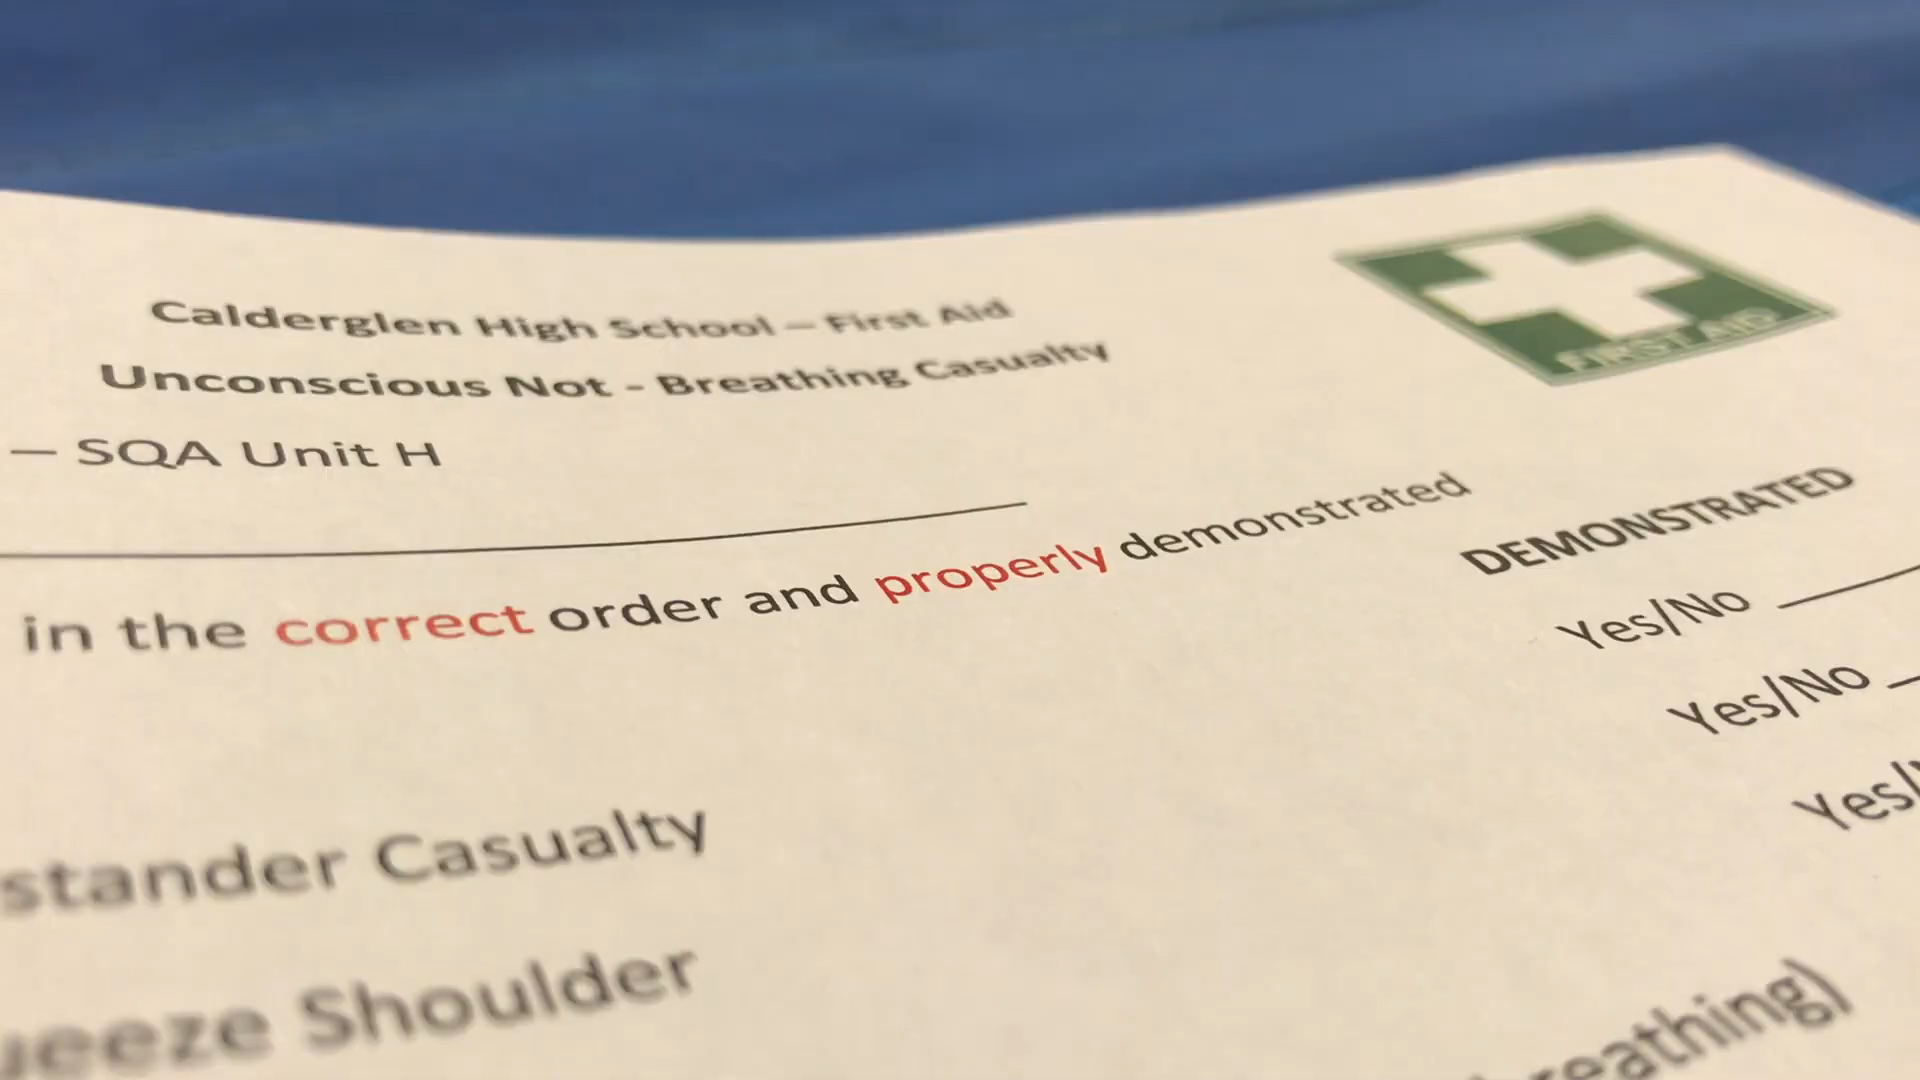 Calderglen High School – First Aid
FIRST AID
Unconscious Not - Breathing Casualty
– SQA Unit H
in the correct order and properly demonstrated
DEMONSTRATED
Yes/No
Yes/No
stander Casualty
Shoulder